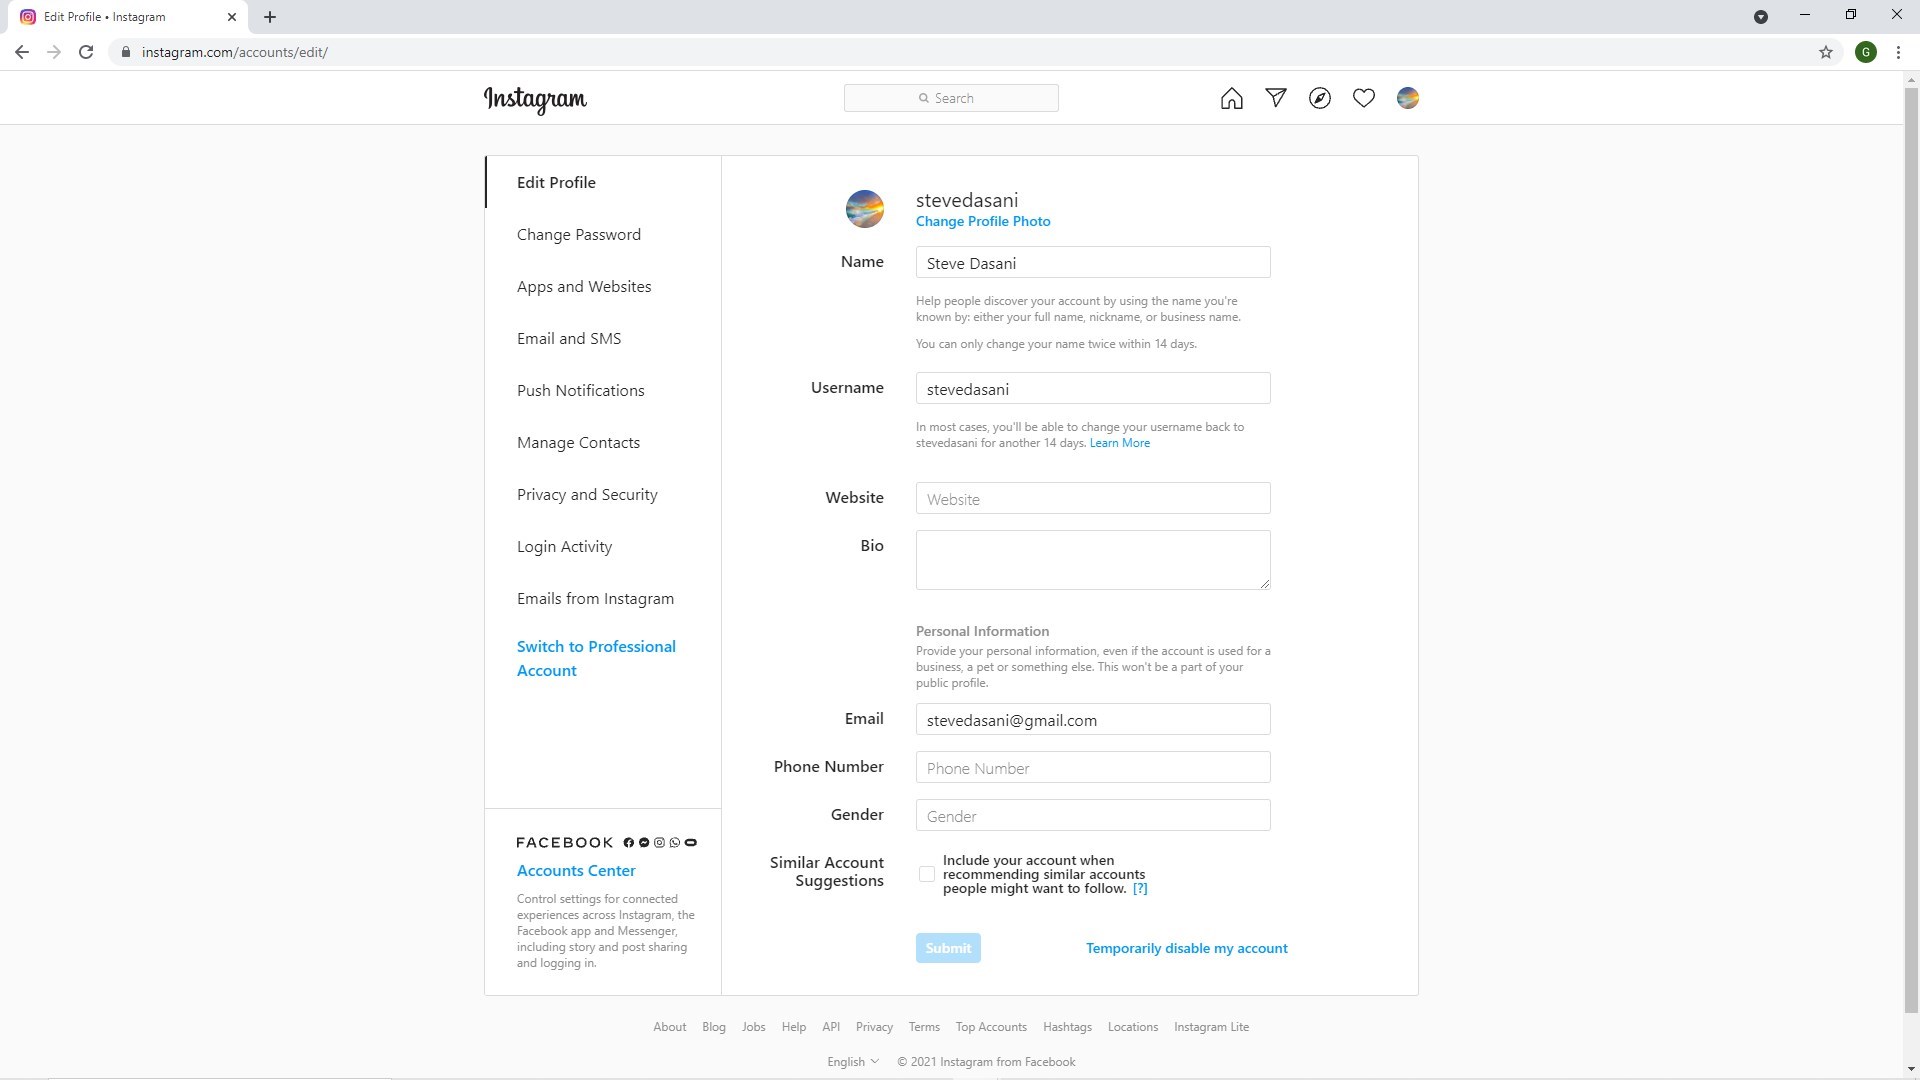 Edit Profile • Instagram
instagram.com/accounts/edit/
G
Instagram
Search
Edit Profile
Change Password
Apps and Websites
Email and SMS
Push Notifications
Manage Contacts
Privacy and Security
Login Activity
Emails from Instagram
Switch to Professional
Account
FACEBOOK
Accounts Center
Control settings for connected
experiences across Instagram, the
Facebook app and Messenger,
including story and post sharing
and logging in.
stevedasani
Change Profile Photo
Name Steve Dasani
Help people discover your account by using the name you're
known by: either your full name, nickname, or business name.
You can only change your name twice within 14 days.
Username stevedasani
In most cases, you'll be able to change your username back to
stevedasani for another 14 days. Learn More
Website Website
Bio
Personal Information
Provide your personal information, even if the account is used for a
business, a pet or something else. This won't be a part of your
public profile.
Email stevedasani@gmail.com
Phone Number Phone Number
Gender Gender
Similar Account
Suggestions
Include your account when
recommending similar accounts
people might want to follow. [?]
Submit Temporarily disable my account
About Blog Jobs Help API Privacy Terms Top Accounts Hashtags Locations Instagram Lite
English © 2021 Instagram from Facebook